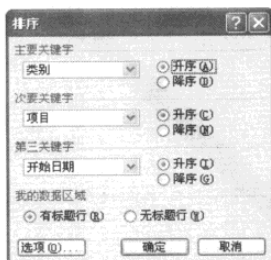 排序
主要关键字
类别 升序(A)
降序(D)
次要关键字
项目 升序(C)
降序(N)
第三关键字
开始日期 升序(I)
降序(G)
我的数据区域
有标题行(R) 无标题行(W)
选项(O)... 确定 取消